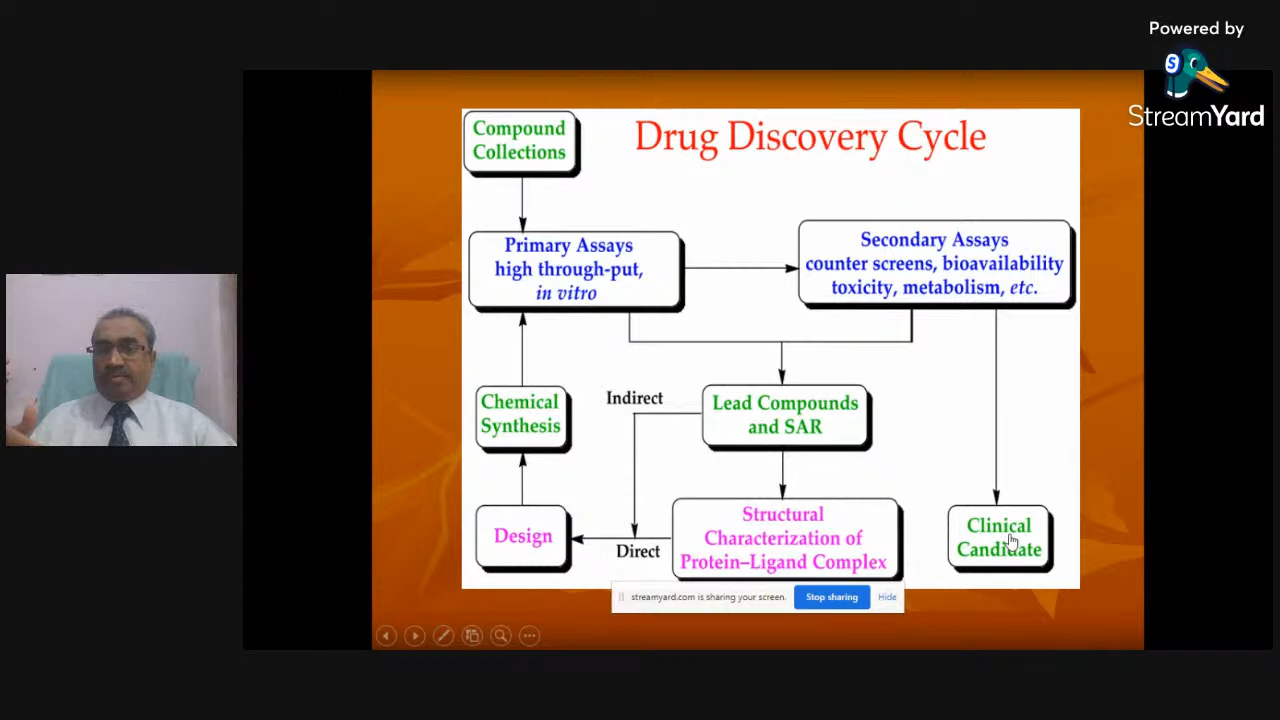 Powered by
StreamYard
Drug Discovery Cycle
Compound
Collections
Primary Assays
high through-put,
in vitro
Secondary Assays
counter screens, bioavailability
toxicity, metabolism, etc.
Chemical
Synthesis
Indirect
Lead Compounds
and SAR
Design
Direct
Structural
Characterization of
Protein–Ligand Complex
Clinical
Candidate
streamyard.com is sharing your screen.
Stop sharing
Hide